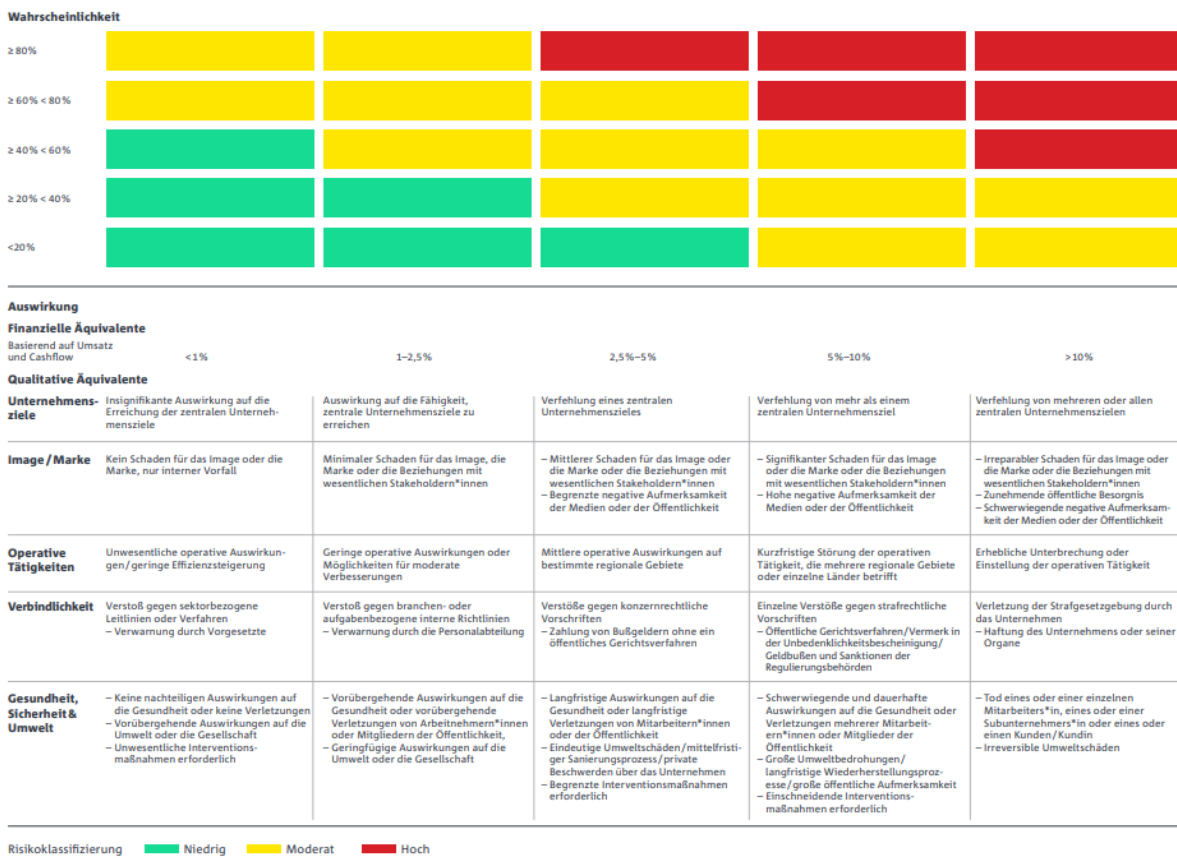 Wahrscheinlichkeit
≥ 80%
≥ 60% < 80%
≥ 40% < 60%
≥ 20% < 40%
<20%
Auswirkung
Finanzielle Äquivalente
Basierend auf Umsatz
und Cashflow
<1%
1–2,5%
2,5%–5%
5%–10%
>10%
Qualitative Äquivalente
Unternehmens-
ziele
Insignifikante Auswirkung auf die
Erreichung der zentralen Unterneh-
mensziele
Auswirkung auf die Fähigkeit,
zentrale Unternehmensziele zu
erreichen
Verfehlung eines zentralen
Unternehmenszieles
Verfehlung von mehr als einem
zentralen Unternehmensziel
Verfehlung von mehreren oder allen
zentralen Unternehmenszielen
Image / Marke
Kein Schaden für das Image oder die
Marke, nur interner Vorfall
Minimaler Schaden für das Image, die
Marke oder die Beziehungen mit
wesentlichen Stakeholdern*innen
– Mittlerer Schaden für das Image oder
die Marke oder die Beziehungen mit
wesentlichen Stakeholdern*innen
– Begrenzte negative Aufmerksamkeit
der Medien oder der Öffentlichkeit
– Signifikanter Schaden für das Image
oder die Marke oder die Beziehungen
mit wesentlichen Stakeholdern*innen
– Hohe negative Aufmerksamkeit der
Medien oder der Öffentlichkeit
– Irreparabler Schaden für das Image oder
die Marke oder die Beziehungen mit
wesentlichen Stakeholdern*innen
– Zunehmende öffentliche Besorgnis
– Schwerwiegende negative Aufmerksam-
keit der Medien oder der Öffentlichkeit
Operative
Tätigkeiten
Unwesentliche operative Auswirkun-
gen/geringe Effizienzsteigerung
Geringe operative Auswirkungen oder
Möglichkeiten für moderate
Verbesserungen
Mittlere operative Auswirkungen auf
bestimmte regionale Gebiete
Kurzfristige Störung der operativen
Tätigkeit, die mehrere regionale Gebiete
oder einzelne Länder betrifft
Erhebliche Unterbrechung oder
Einstellung der operativen Tätigkeit
Verbindlichkeit
Verstoß gegen sektorbezogene
Leitlinien oder Verfahren
– Verwarnung durch Vorgesetzte
Verstoß gegen branchen- oder
aufgabenbezogene interne Richtlinien
– Verwarnung durch die Personalabteilung
Verstöße gegen konzernrechtliche
Vorschriften
– Zahlung von Bußgeldern ohne ein
öffentliches Gerichtsverfahren
Einzelne Verstöße gegen strafrechtliche
Vorschriften
– Öffentliche Gerichtsverfahren/Vermerk in
der Unbedenklichkeitsbescheinigung/
Geldbußen und Sanktionen der
Regulierungsbehörden
Verletzung der Strafgesetzgebung durch
das Unternehmen
– Haftung des Unternehmens oder seiner
Organe
Gesundheit,
Sicherheit &
Umwelt
– Keine nachteiligen Auswirkungen auf
die Gesundheit oder keine Verletzungen
– Vorübergehende Auswirkungen auf die
Umwelt oder die Gesellschaft
– Unwesentliche Interventions-
maßnahmen erforderlich
– Vorübergehende Auswirkungen auf die
Gesundheit oder vorübergehende
Verletzungen von Arbeitnehmern*innen
oder Mitgliedern der Öffentlichkeit,
– Geringfügige Auswirkungen auf die
Umwelt oder die Gesellschaft
– Langfristige Auswirkungen auf die
Gesundheit oder langfristige
Verletzungen von Mitarbeitern*innen
oder der Öffentlichkeit
– Eindeutige Umweltschäden/mittelfristi-
ger Sanierungsprozess/private
Beschwerden über das Unternehmen
– Begrenzte Interventionsmaßnahmen
erforderlich
– Schwerwiegende und dauerhafte
Auswirkungen auf die Gesundheit oder
Verletzungen mehrerer Mitarbeit-
ern*innen oder Mitglieder der
Öffentlichkeit
– Große Umweltbedrohungen/
langfristige Wiederherstellungsproz-
esse/große öffentliche Aufmerksamkeit
– Einschneidende Interventions-
maßnahmen erforderlich
– Tod eines oder einer einzelnen
Mitarbeiters*in, eines oder einer
Subunternehmers*in oder eines oder
einen Kunden/Kundin
– Irreversible Umweltschäden
Risikoklassifizierung
Niedrig
Moderat
Hoch